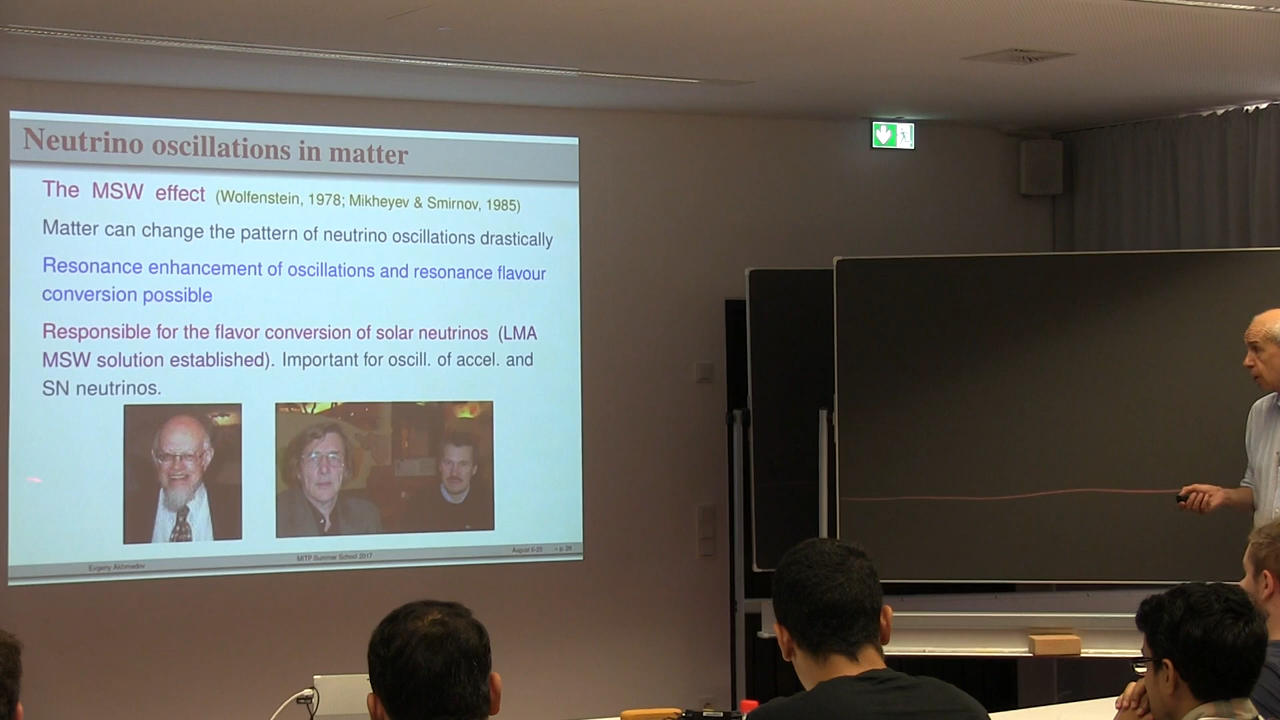 Neutrino oscillations in matter
The MSW effect (Wolfenstein, 1978; Mikheyev & Smirnov, 1985)
Matter can change the pattern of neutrino oscillations drastically
Resonance enhancement of oscillations and resonance flavour
conversion possible
Responsible for the flavor conversion of solar neutrinos (LMA
MSW solution established). Important for oscill. of accel. and
SN neutrinos.
Evgeny Akhmedov
MITP Summer School 2017